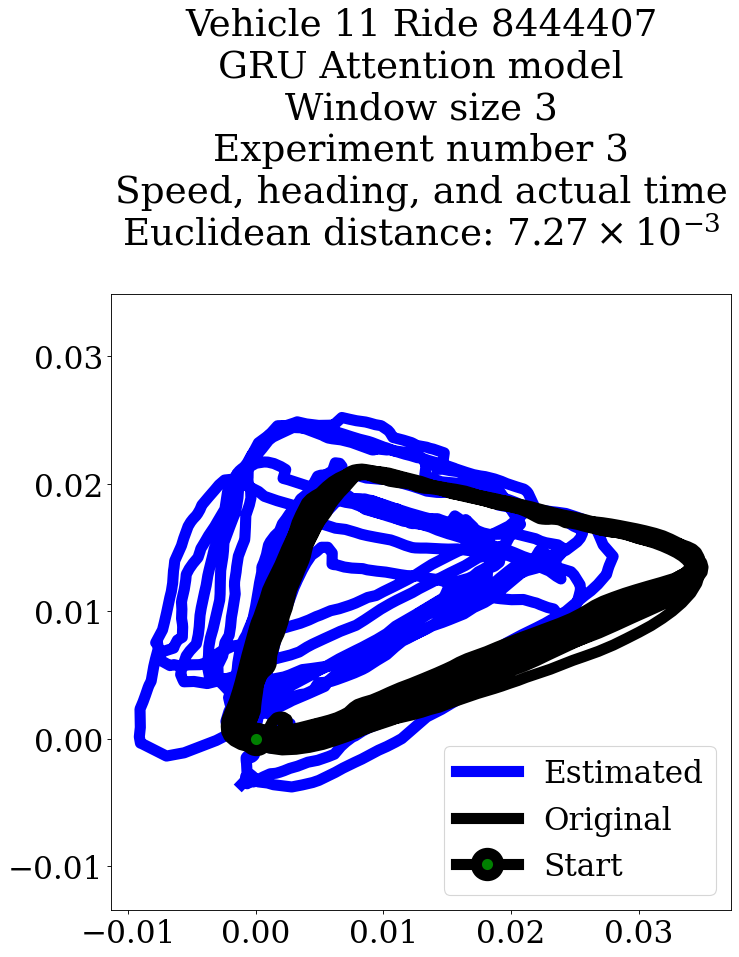 Vehicle 11 Ride 8444407
GRU Attention model
Window size 3
Experiment number 3
Speed, heading, and actual time
Euclidean distance: 7.27 × 10⁻³
0.03
0.02
0.01
0.00
−0.01
Estimated
Original
Start
−0.01 0.00 0.01 0.02 0.03